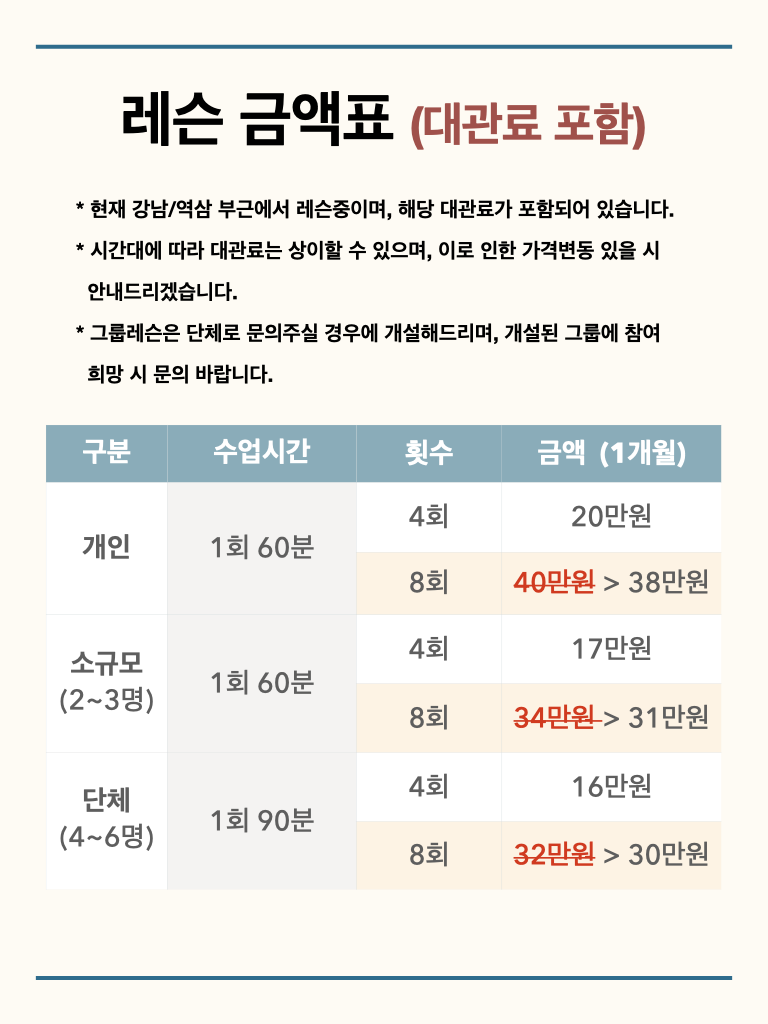 레슨 금액표 (대관료 포함)
* 현재 강남/역삼 부근에서 레슨중이며, 해당 대관료가 포함되어 있습니다.
* 시간대에 따라 대관료는 상이할 수 있으며, 이로 인한 가격변동 있을 시
안내드리겠습니다.
* 그룹레슨은 단체로 문의주실 경우에 개설해드리며, 개설된 그룹에 참여
희망 시 문의 바랍니다.
구분 수업시간 횟수 금액 (1개월)
개인 1회 60분 4회 20만원
8회 40만원 > 38만원
소규모
(2~3명) 1회 60분 4회 17만원
8회 34만원 > 31만원
단체
(4~6명) 1회 90분 4회 16만원
8회 32만원 > 30만원